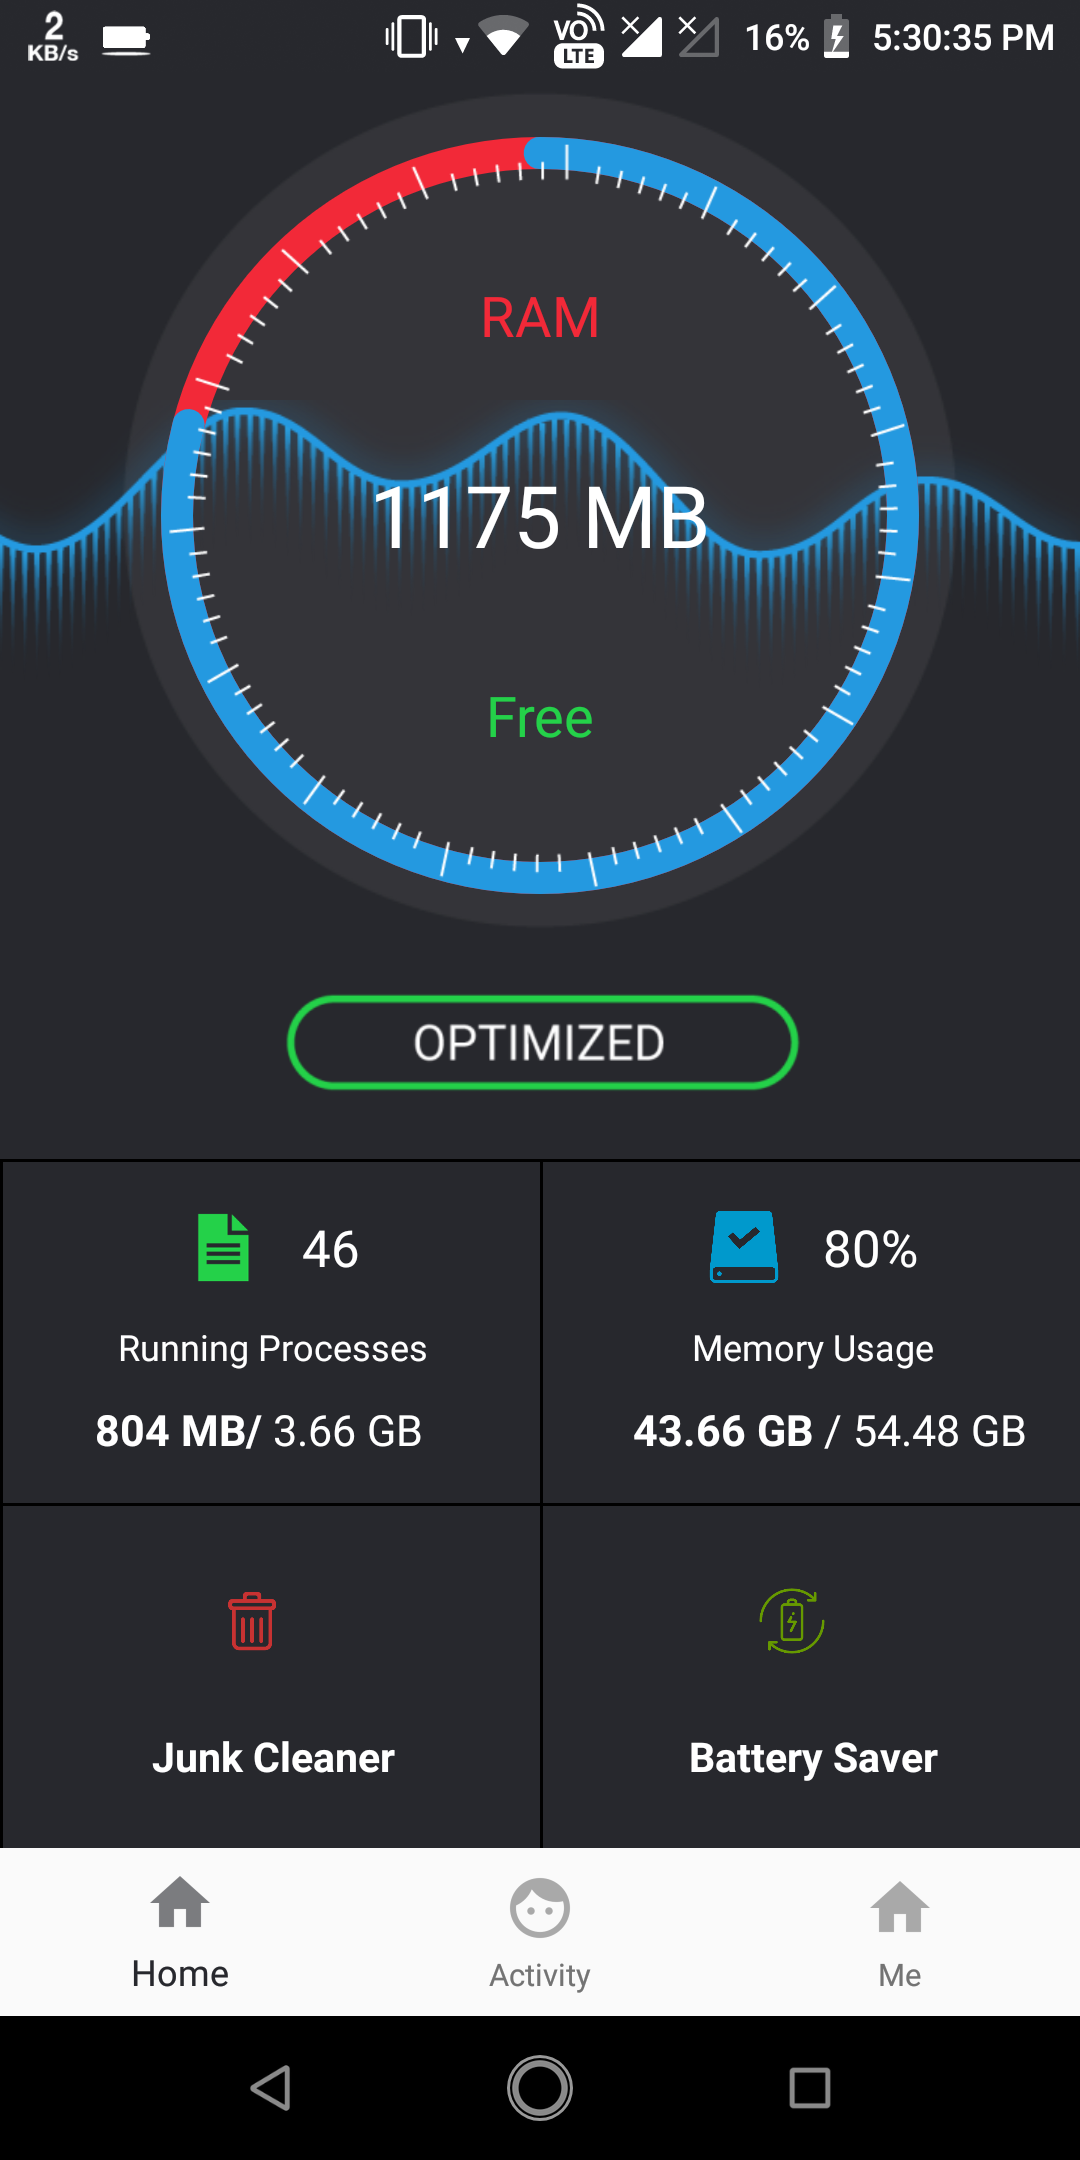 2
KB/s
VO
LTE
16%
5:30:35 PM
RAM
1175 MB
Free
OPTIMIZED
46
Running Processes
804 MB/ 3.66 GB
80%
Memory Usage
43.66 GB / 54.48 GB
Junk Cleaner
Battery Saver
Home
Activity
Me